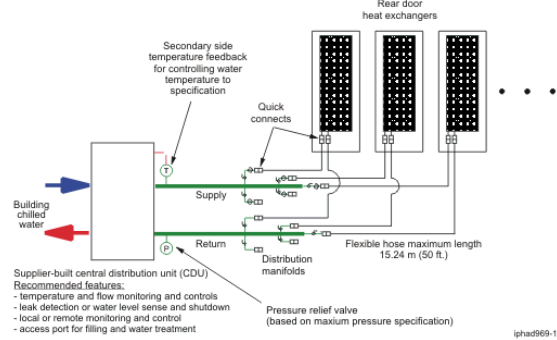 Rear door
heat exchangers
Secondary side
temperature feedback
for controlling water
temperature to
specification
Quick
connects
T
Supply
Building
chilled
water
Return
P
Distribution
manifolds
Flexible hose maximum length
15.24 m (50 ft.)
Supplier-built central distribution unit (CDU)
Recommended features:
- temperature and flow monitoring and controls
- leak detection or water level sense and shutdown
- local or remote monitoring and control
- access port for filling and water treatment
Pressure relief valve
(based on maxium pressure specification)
iphad969-1